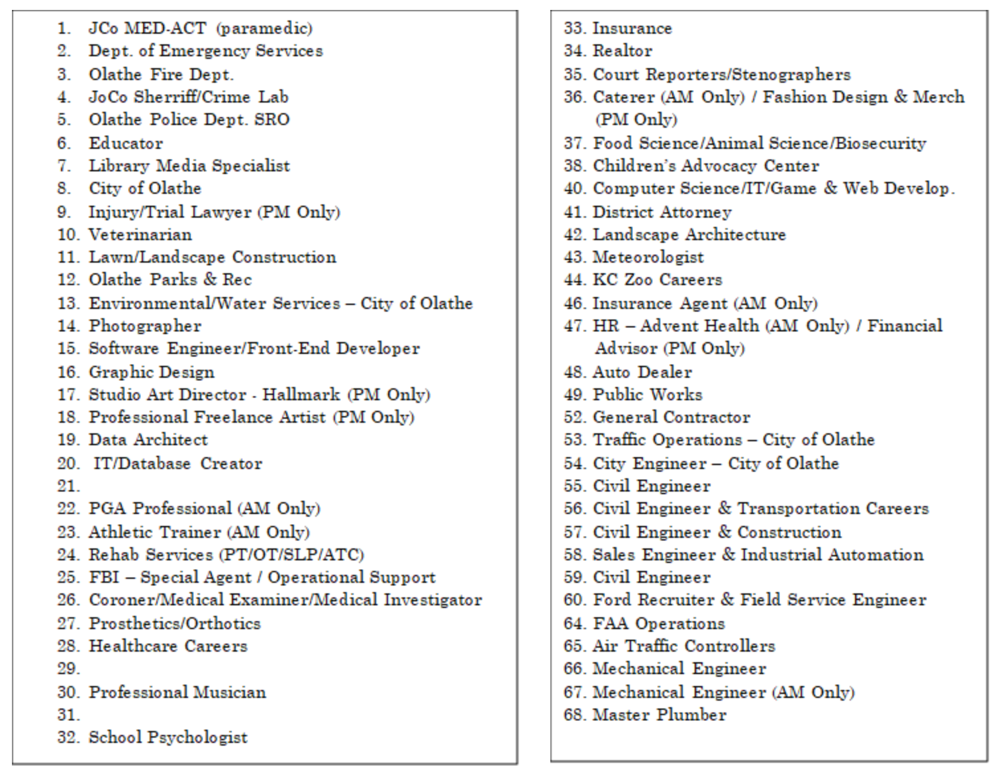 1. JCo MED-ACT (paramedic)
2. Dept. of Emergency Services
3. Olathe Fire Dept.
4. JoCo Sherriff/Crime Lab
5. Olathe Police Dept. SRO
6. Educator
7. Library Media Specialist
8. City of Olathe
9. Injury/Trial Lawyer (PM Only)
10. Veterinarian
11. Lawn/Landscape Construction
12. Olathe Parks & Rec
13. Environmental/Water Services – City of Olathe
14. Photographer
15. Software Engineer/Front-End Developer
16. Graphic Design
17. Studio Art Director - Hallmark (PM Only)
18. Professional Freelance Artist (PM Only)
19. Data Architect
20. IT/Database Creator
21.
22. PGA Professional (AM Only)
23. Athletic Trainer (AM Only)
24. Rehab Services (PT/OT/SLP/ATC)
25. FBI – Special Agent / Operational Support
26. Coroner/Medical Examiner/Medical Investigator
27. Prosthetics/Orthotics
28. Healthcare Careers
29.
30. Professional Musician
31.
32. School Psychologist
33. Insurance
34. Realtor
35. Court Reporters/Stenographers
36. Caterer (AM Only) / Fashion Design & Merch
(PM Only)
37. Food Science/Animal Science/Biosecurity
38. Children's Advocacy Center
40. Computer Science/IT/Game & Web Develop.
41. District Attorney
42. Landscape Architecture
43. Meteorologist
44. KC Zoo Careers
46. Insurance Agent (AM Only)
47. HR – Advent Health (AM Only) / Financial
Advisor (PM Only)
48. Auto Dealer
49. Public Works
52. General Contractor
53. Traffic Operations – City of Olathe
54. City Engineer – City of Olathe
55. Civil Engineer
56. Civil Engineer & Transportation Careers
57. Civil Engineer & Construction
58. Sales Engineer & Industrial Automation
59. Civil Engineer
60. Ford Recruiter & Field Service Engineer
64. FAA Operations
65. Air Traffic Controllers
66. Mechanical Engineer
67. Mechanical Engineer (AM Only)
68. Master Plumber